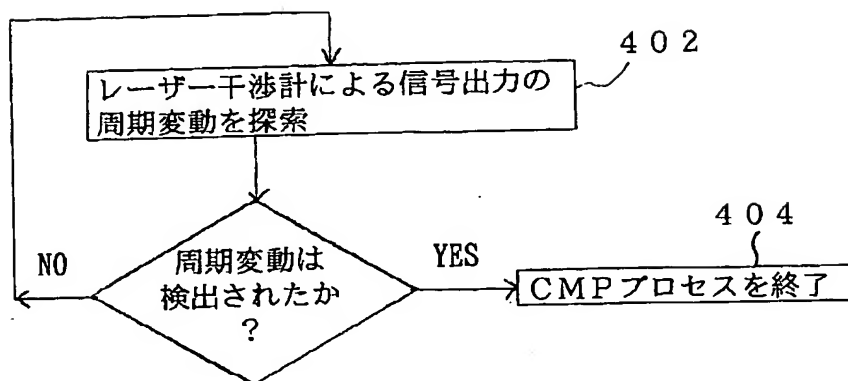 402
レーザー干渉計による信号出力の
周期変動を探索
404
NO
周期変動は
検出されたか
?
YES
CMPプロセスを終了